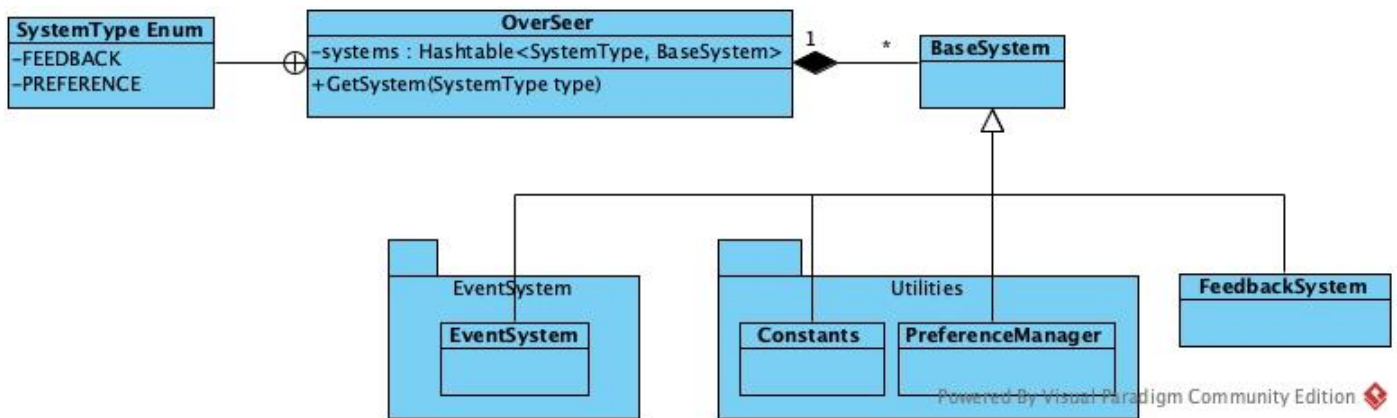 SystemType Enum
-FEEDBACK
-PREFERENCE
OverSeer
-systems : Hashtable<SystemType, BaseSystem>
+GetSystem(SystemType type)
1
*
BaseSystem
EventSystem
EventSystem
Utilities
Constants
PreferenceManager
FeedbackSystem
Powered By Visual Paradigm Community Edition